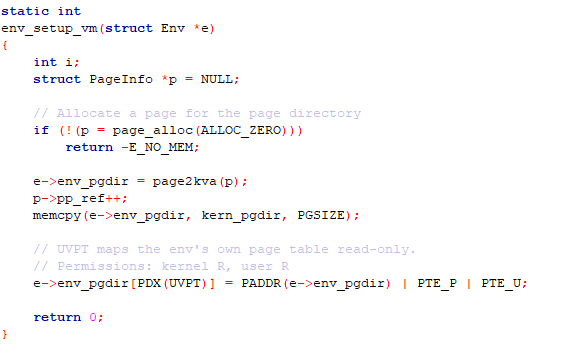 static int
env_setup_vm(struct Env *e)
{
    int i;
    struct PageInfo *p = NULL;

    // Allocate a page for the page directory
    if (!(p = page_alloc(ALLOC_ZERO)))
        return -E_NO_MEM;

    e->env_pgdir = page2kva(p);
    p->pp_ref++;
    memcpy(e->env_pgdir, kern_pgdir, PGSIZE);

    // UVPT maps the env's own page table read-only.
    // Permissions: kernel R, user R
    e->env_pgdir[PDX(UVPT)] = PADDR(e->env_pgdir) | PTE_P | PTE_U;

    return 0;
}